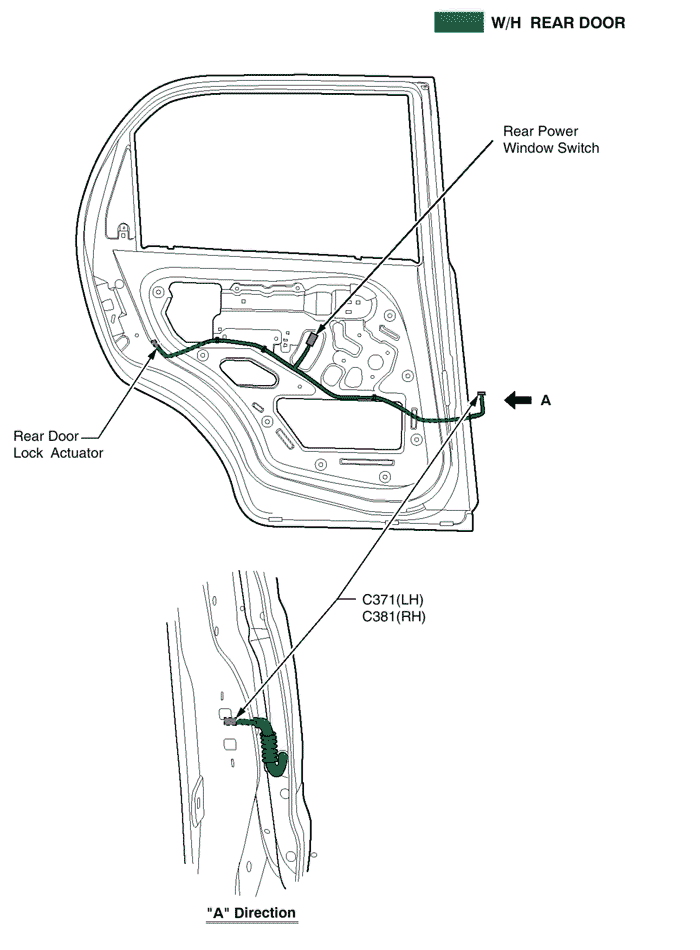 W/H REAR DOOR
Rear Power
Window Switch
A
Rear Door
Lock Actuator
C371(LH)
C381(RH)
"A" Direction